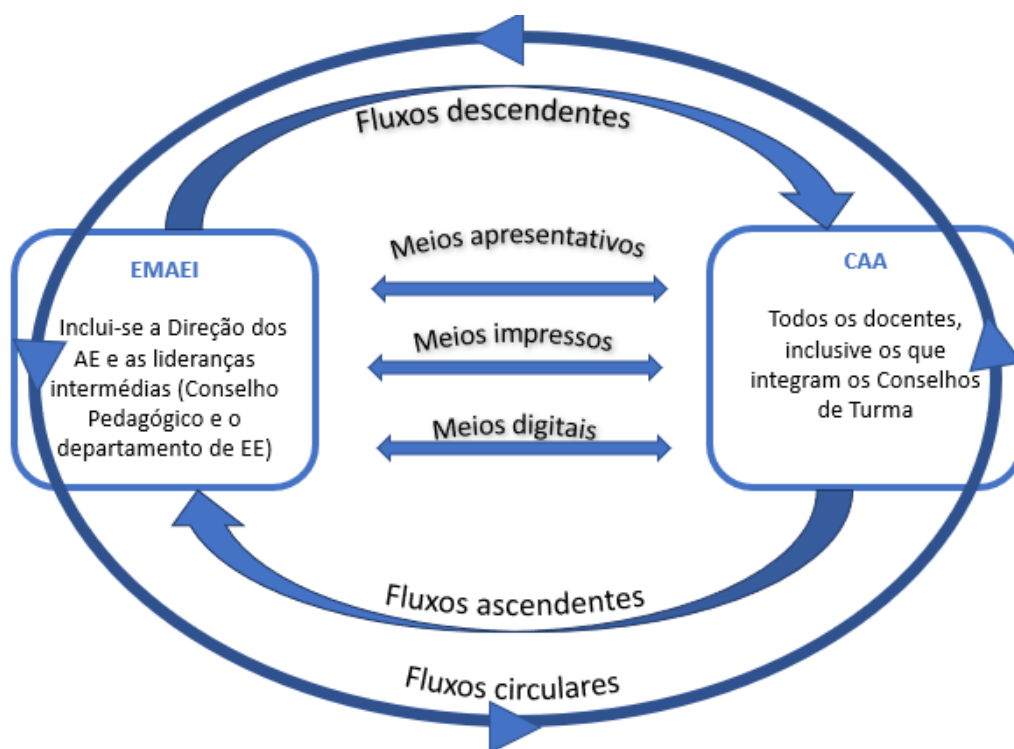 Fluxos descendentes
EMAEI
Inclui-se a Direção dos
AE e as lideranças
intermédias (Conselho
Pedagógico e o
departamento de EE)
Meios apresentativos
Meios impressos
Meios digitais
CAA
Todos os docentes,
inclusive os que
integram os Conselhos
de Turma
Fluxos ascendentes
Fluxos circulares